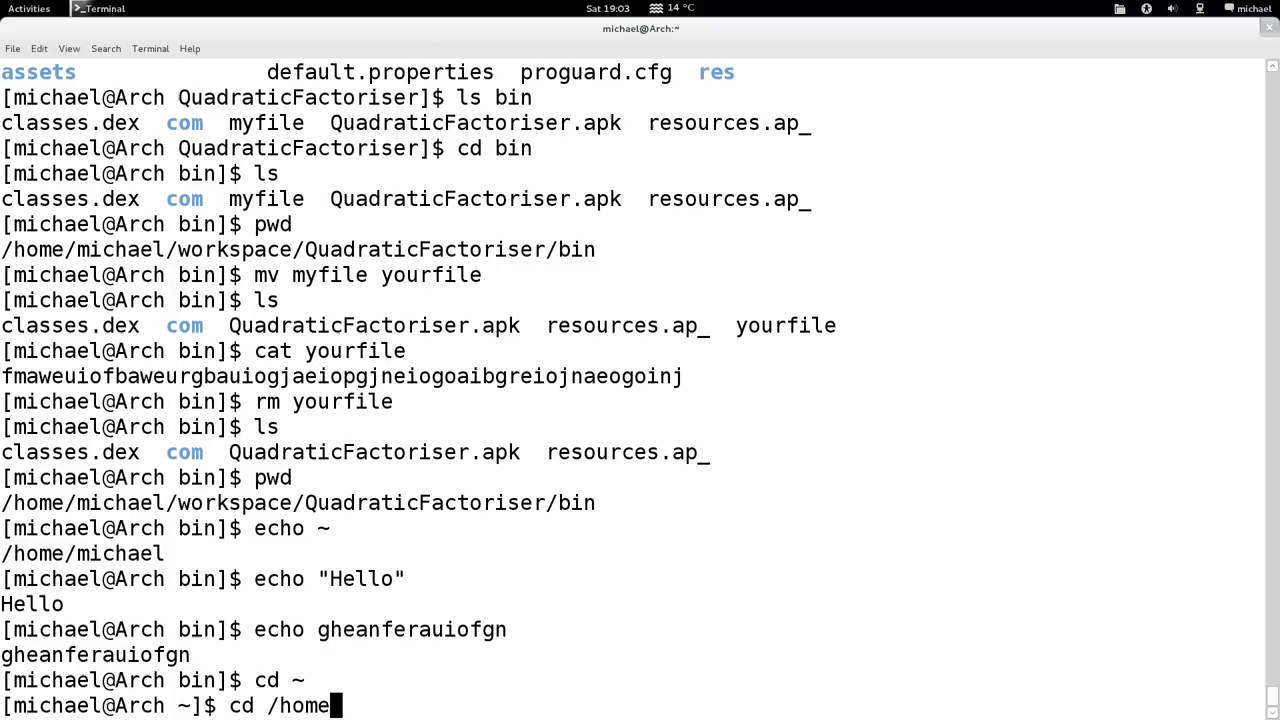 Activities Terminal Sat 19:03 14 °C michael
michael@Arch:~
File Edit View Search Terminal Help
assets default.properties proguard.cfg res
[michael@Arch QuadraticFactoriser]$ ls bin
classes.dex com myfile QuadraticFactoriser.apk resources.ap_
[michael@Arch QuadraticFactoriser]$ cd bin
[michael@Arch bin]$ ls
classes.dex com myfile QuadraticFactoriser.apk resources.ap_
[michael@Arch bin]$ pwd
/home/michael/workspace/QuadraticFactoriser/bin
[michael@Arch bin]$ mv myfile yourfile
[michael@Arch bin]$ ls
classes.dex com QuadraticFactoriser.apk resources.ap_ yourfile
[michael@Arch bin]$ cat yourfile
fmaweuiofbaweurgbauiogjaeiopgjneiogoaibgreiojnaeogoinj
[michael@Arch bin]$ rm yourfile
[michael@Arch bin]$ ls
classes.dex com QuadraticFactoriser.apk resources.ap_
[michael@Arch bin]$ pwd
/home/michael/workspace/QuadraticFactoriser/bin
[michael@Arch bin]$ echo ~
/home/michael
[michael@Arch bin]$ echo "Hello"
Hello
[michael@Arch bin]$ echo gheanferauiofgn
gheanferauiofgn
[michael@Arch bin]$ cd ~
[michael@Arch ~]$ cd /home